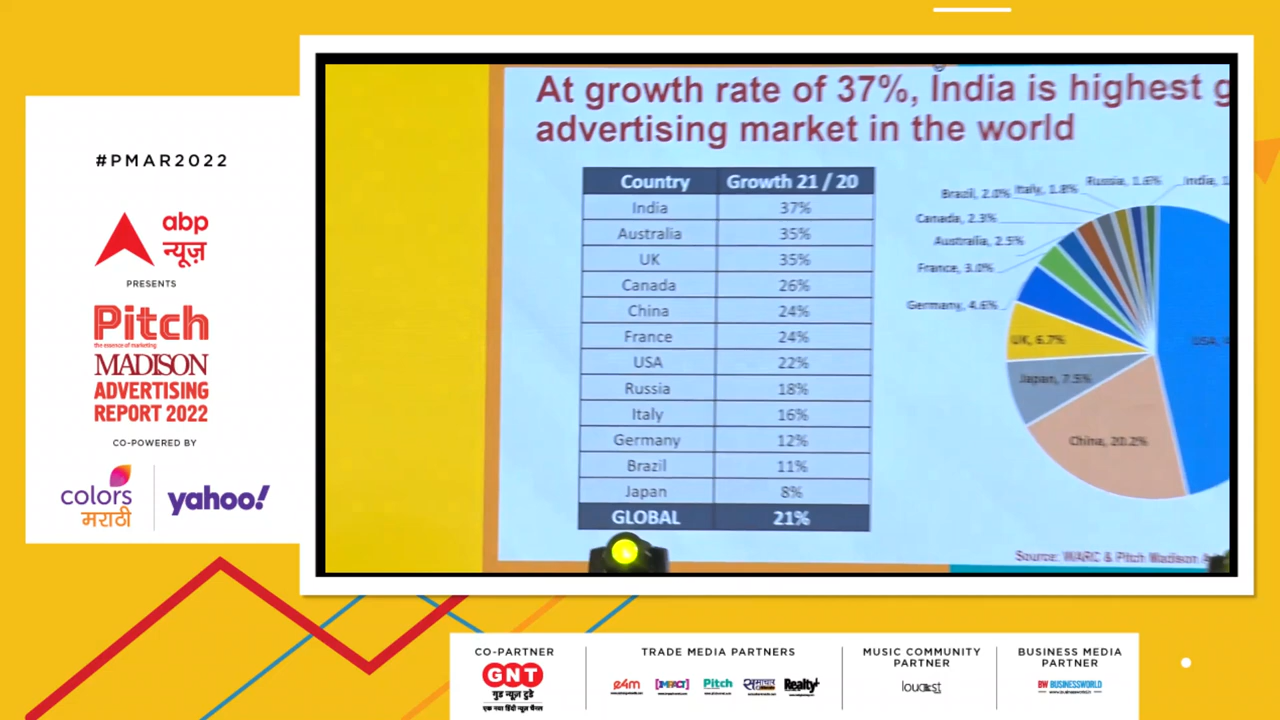 #PMAR2022
abp
न्यूज़
PRESENTS
Pitch
the essence of marketing
MADISON
ADVERTISING
REPORT 2022
CO-POWERED BY
colors
मराठी
yahoo!
At growth rate of 37%, India is highest g
advertising market in the world
Country Growth 21 / 20
India 37%
Australia 35%
UK 35%
Canada 26%
China 24%
France 24%
USA 22%
Russia 18%
Italy 16%
Germany 12%
Brazil 11%
Japan 8%
GLOBAL 21%
Russia, 1.6%
India, 1
Italy, 1.8%
Brazil, 2.0%
Canada, 2.3%
Australia, 2.5%
France, 3.0%
Germany, 4.6%
UK, 6.7%
Japan, 7.5%
China, 20.2%
USA,
Source: WARC & Pitch Madison A
CO-PARTNER
GNT
गुड न्यूज़ टुडे
एक नया हिंदी न्यूज़ चैनल
TRADE MEDIA PARTNERS
e4m
[IMPACT]
Pitch
समाचार
Realty+
MUSIC COMMUNITY
PARTNER
loudest
BUSINESS MEDIA
PARTNER
BW BUSINESSWORLD